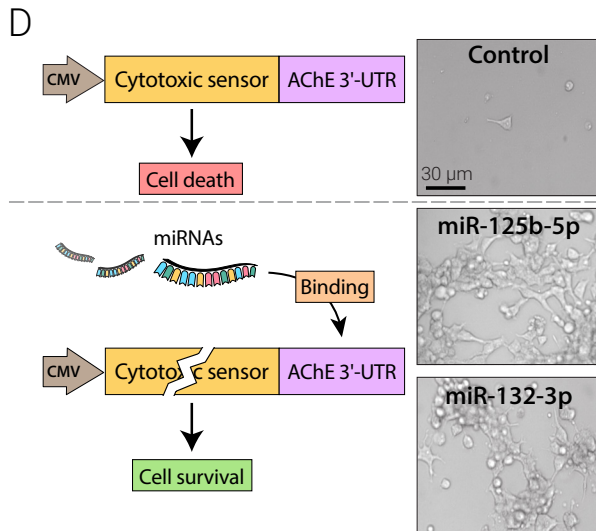 D
CMV
Cytotoxic sensor
AChE 3'-UTR
Cell death
Control
30 µm
miRNAs
Binding
CMV
Cytotoxic sensor
AChE 3'-UTR
Cell survival
miR-125b-5p
miR-132-3p